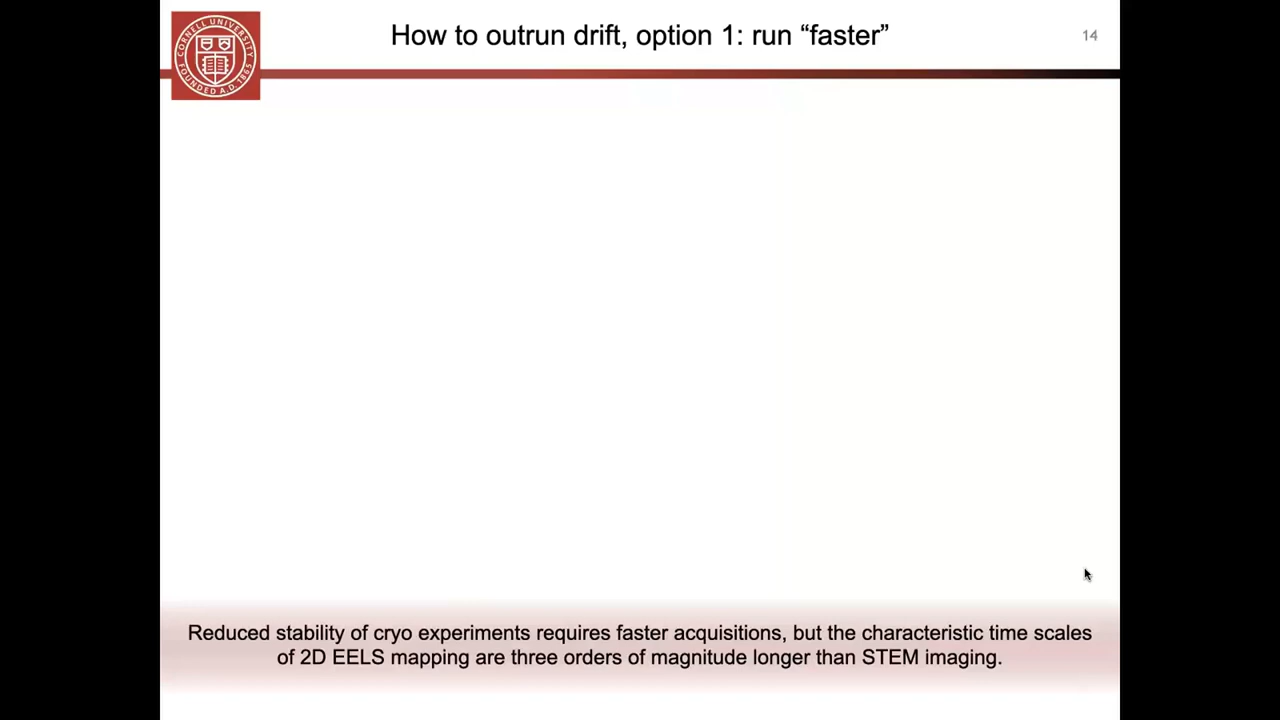 How to outrun drift, option 1: run “faster”
14
CORNELL UNIVERSITY
FOUNDED A.D. 1865
Reduced stability of cryo experiments requires faster acquisitions, but the characteristic time scales
of 2D EELS mapping are three orders of magnitude longer than STEM imaging.